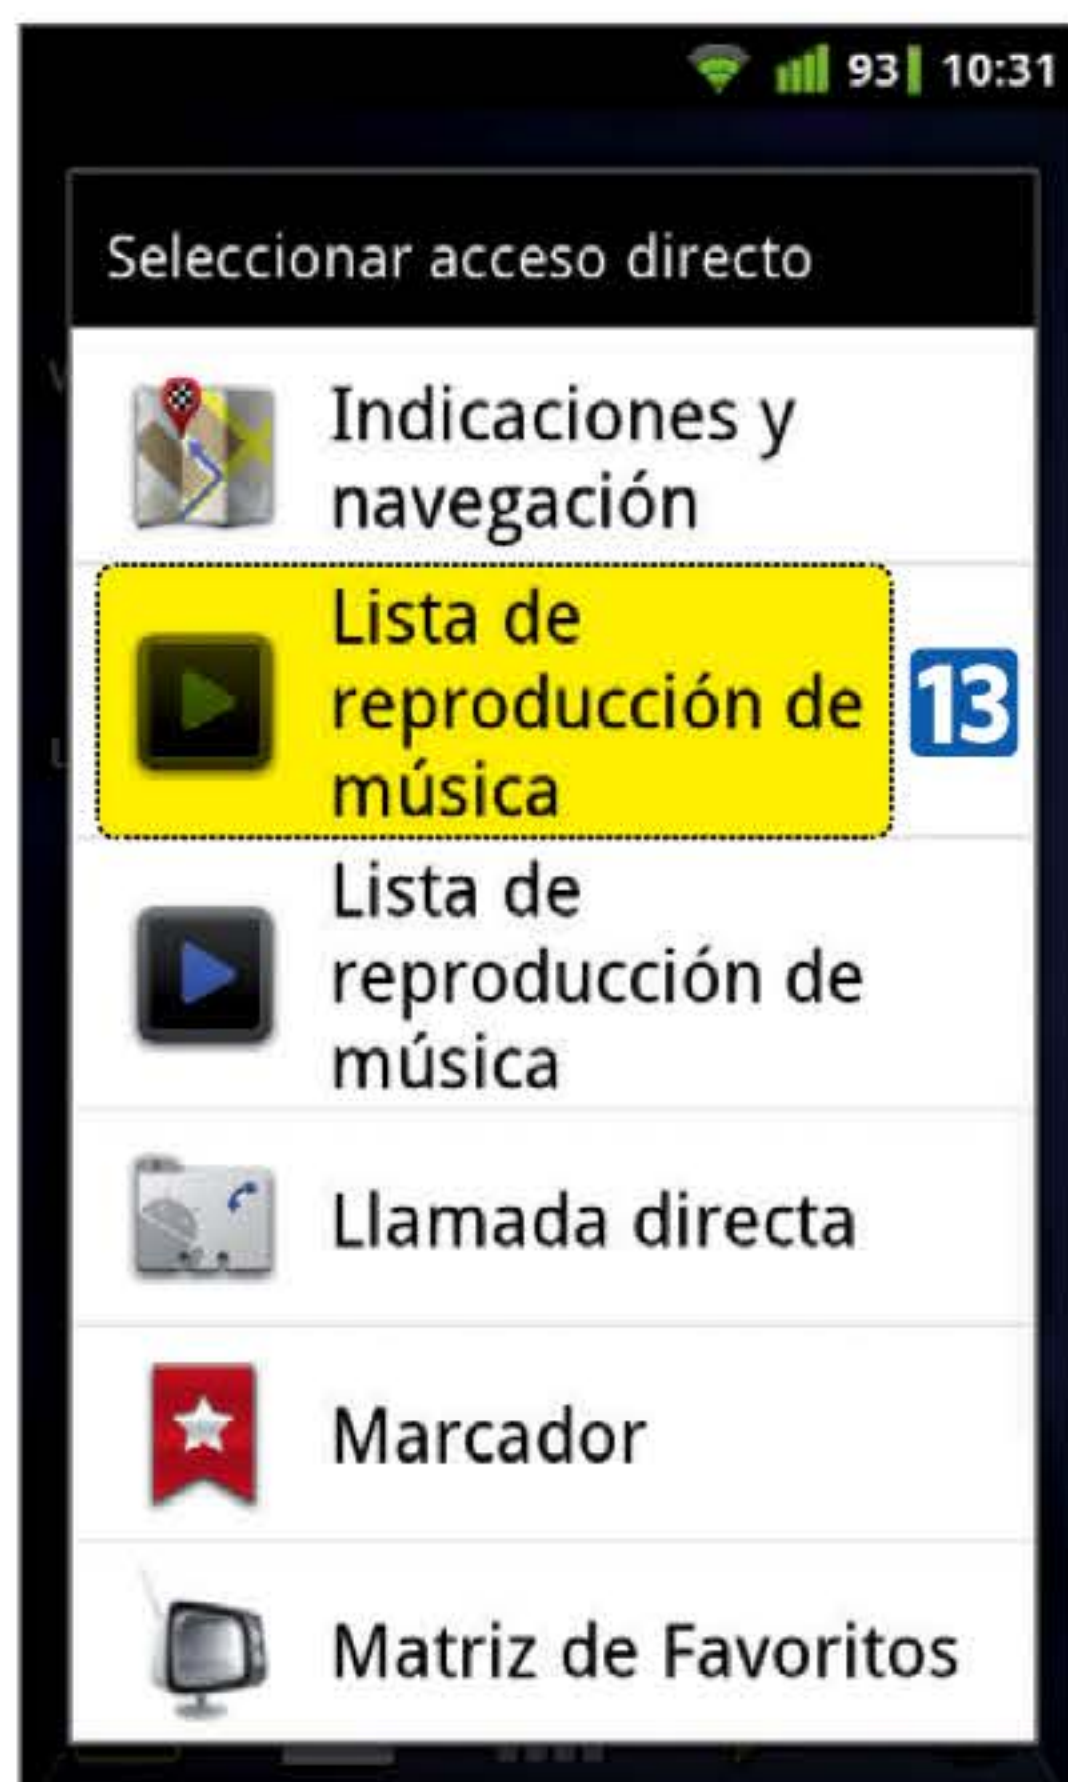 93 10:31
Seleccionar acceso directo
Indicaciones y
navegación
Lista de
reproducción de
música
13
Lista de
reproducción de
música
Llamada directa
Marcador
Matriz de Favoritos